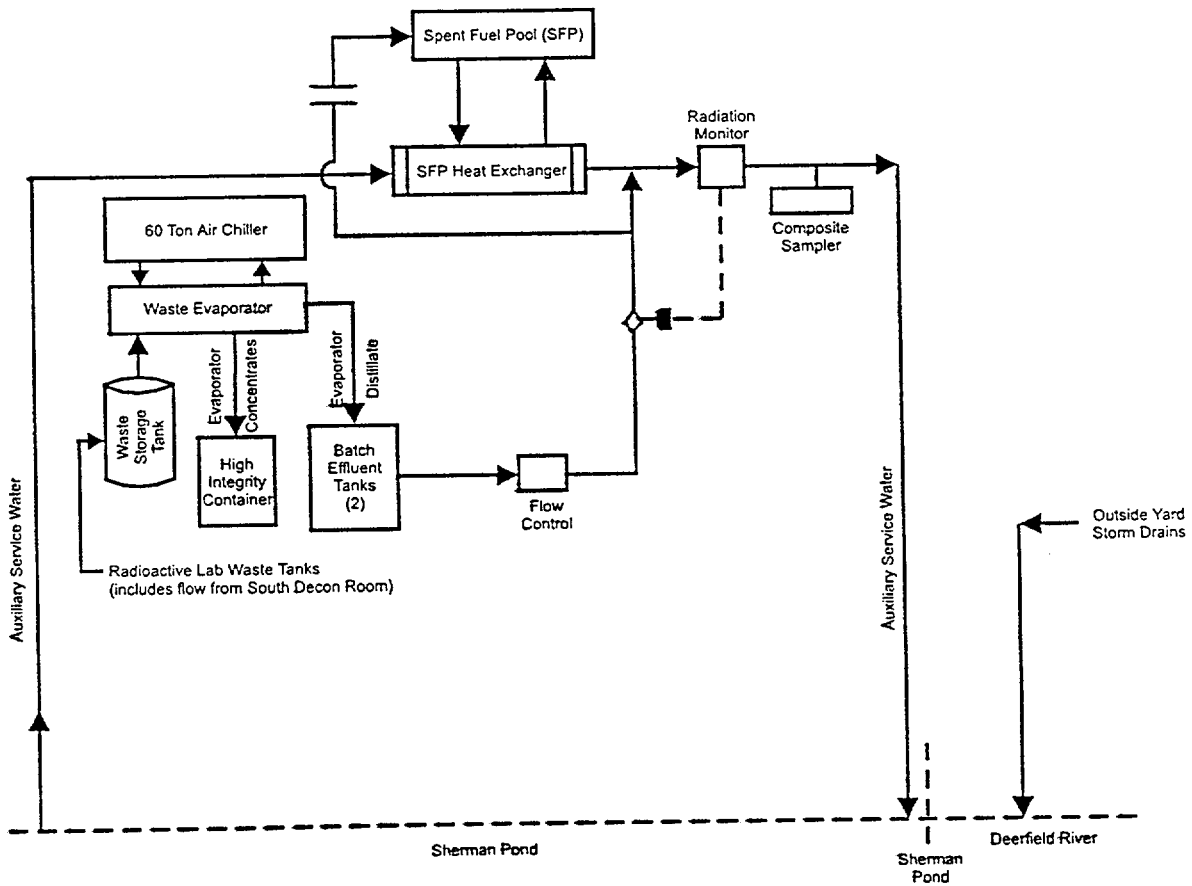 Spent Fuel Pool (SFP)
Radiation
Monitor
SFP Heat Exchanger
60 Ton Air Chiller
Composite
Sampler
Waste Evaporator
Evaporator
Concentrates
Evaporator
Distillate
Waste
Storage
Tank
High
Integrity
Container
Batch
Effluent
Tanks
(2)
Flow
Control
Outside Yard
Storm Drains
Radioactive Lab Waste Tanks
(includes flow from South Decon Room)
Auxiliary Service Water
Auxiliary Service Water
Sherman Pond
Sherman
Pond
Deerfield River